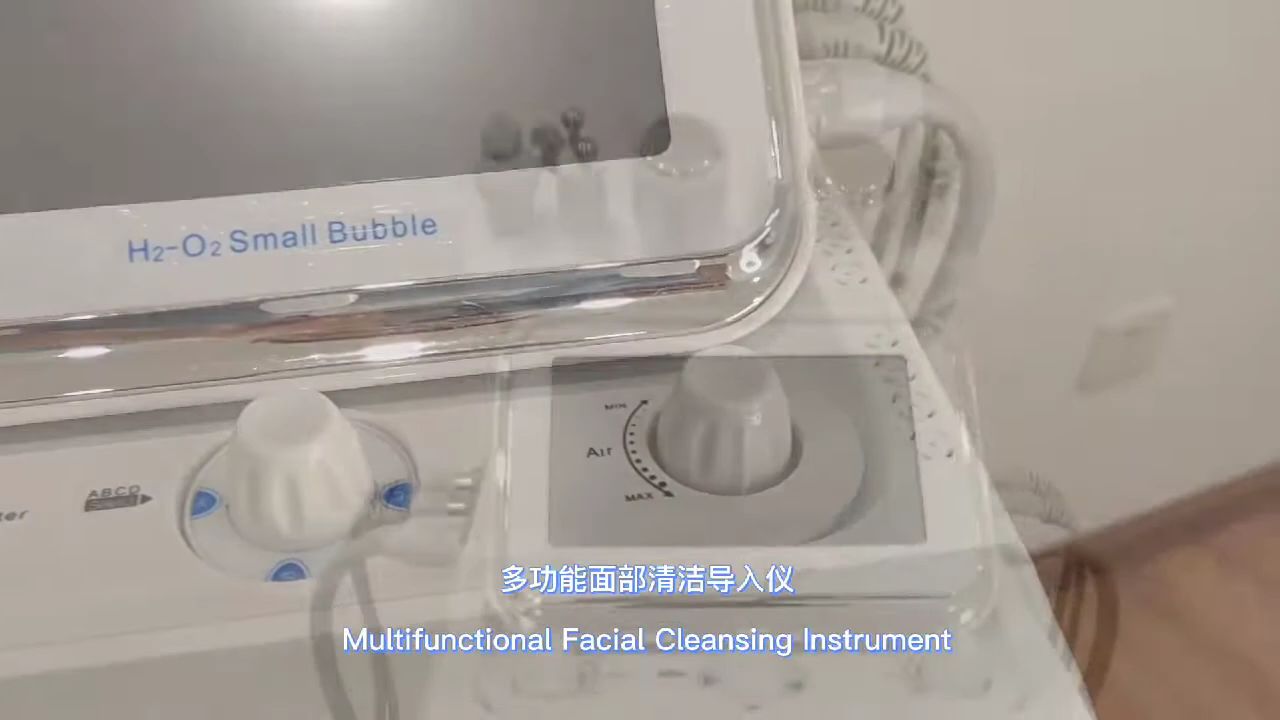 H2-O2 Small Bubble
MIN
Air
MAX
ABCD
多功能面部清洁导入仪
Multifunctional Facial Cleansing Instrument